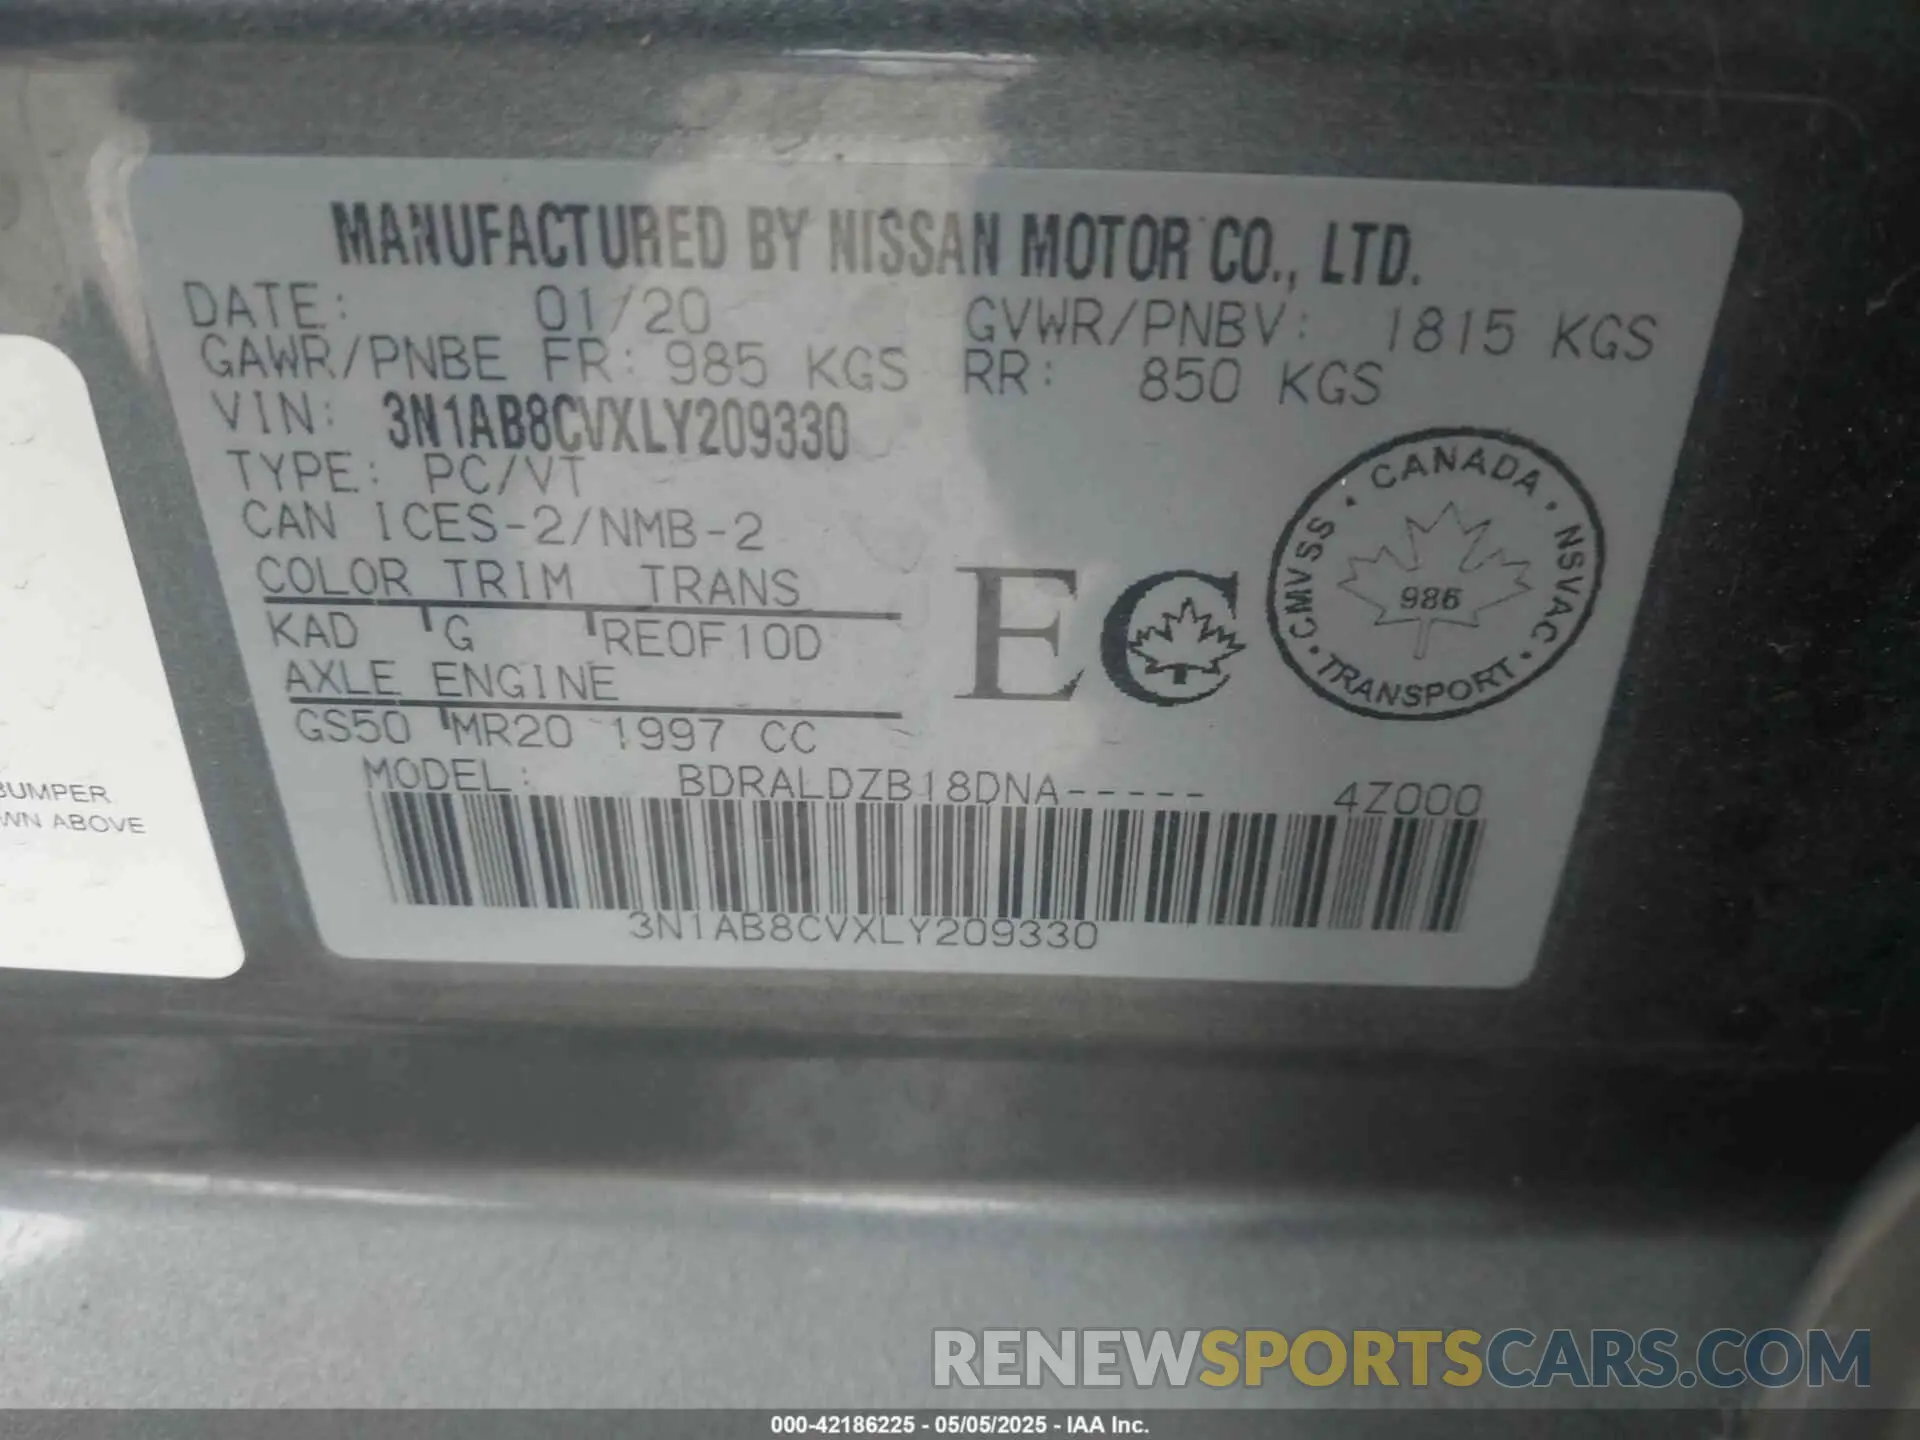 MANUFACTURED BY NISSAN MOTOR CO., LTD.
DATE: 01/20 GVWR/PNBV: 1815 KGS
GAWR/PNBE FR: 985 KGS RR: 850 KGS
VIN: 3N1AB8CVXLY209330
TYPE: PC/VT
CAN ICES-2/NMB-2
COLOR TRIM TRANS
KAD G RE0F10D
AXLE ENGINE
GS50 MR20 1997 CC
MODEL: BDRALDZB18DNA----- 4Z000
3N1AB8CVXLY209330
EC
CANADA · NSVAC · TRANSPORT · CMVSS ·
986
BUMPER
WN ABOVE
RENEWSPORTSCARS.COM
000-42186225 - 05/05/2025 - IAA Inc.